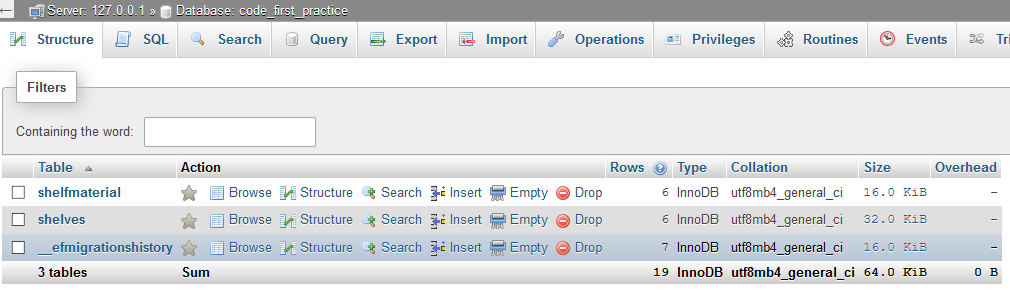 ← Server: 127.0.0.1 » Database: code_first_practice
Structure SQL Search Query Export Import Operations Privileges Routines Events Tri
Filters
Containing the word:
Table Action Rows Type Collation Size Overhead
shelfmaterial Browse Structure Search Insert Empty Drop 6 InnoDB utf8mb4_general_ci 16.0 KiB –
shelves Browse Structure Search Insert Empty Drop 6 InnoDB utf8mb4_general_ci 32.0 KiB –
__efmigrationshistory Browse Structure Search Insert Empty Drop 7 InnoDB utf8mb4_general_ci 16.0 KiB –
3 tables Sum 19 InnoDB utf8mb4_general_ci 64.0 KiB 0 B